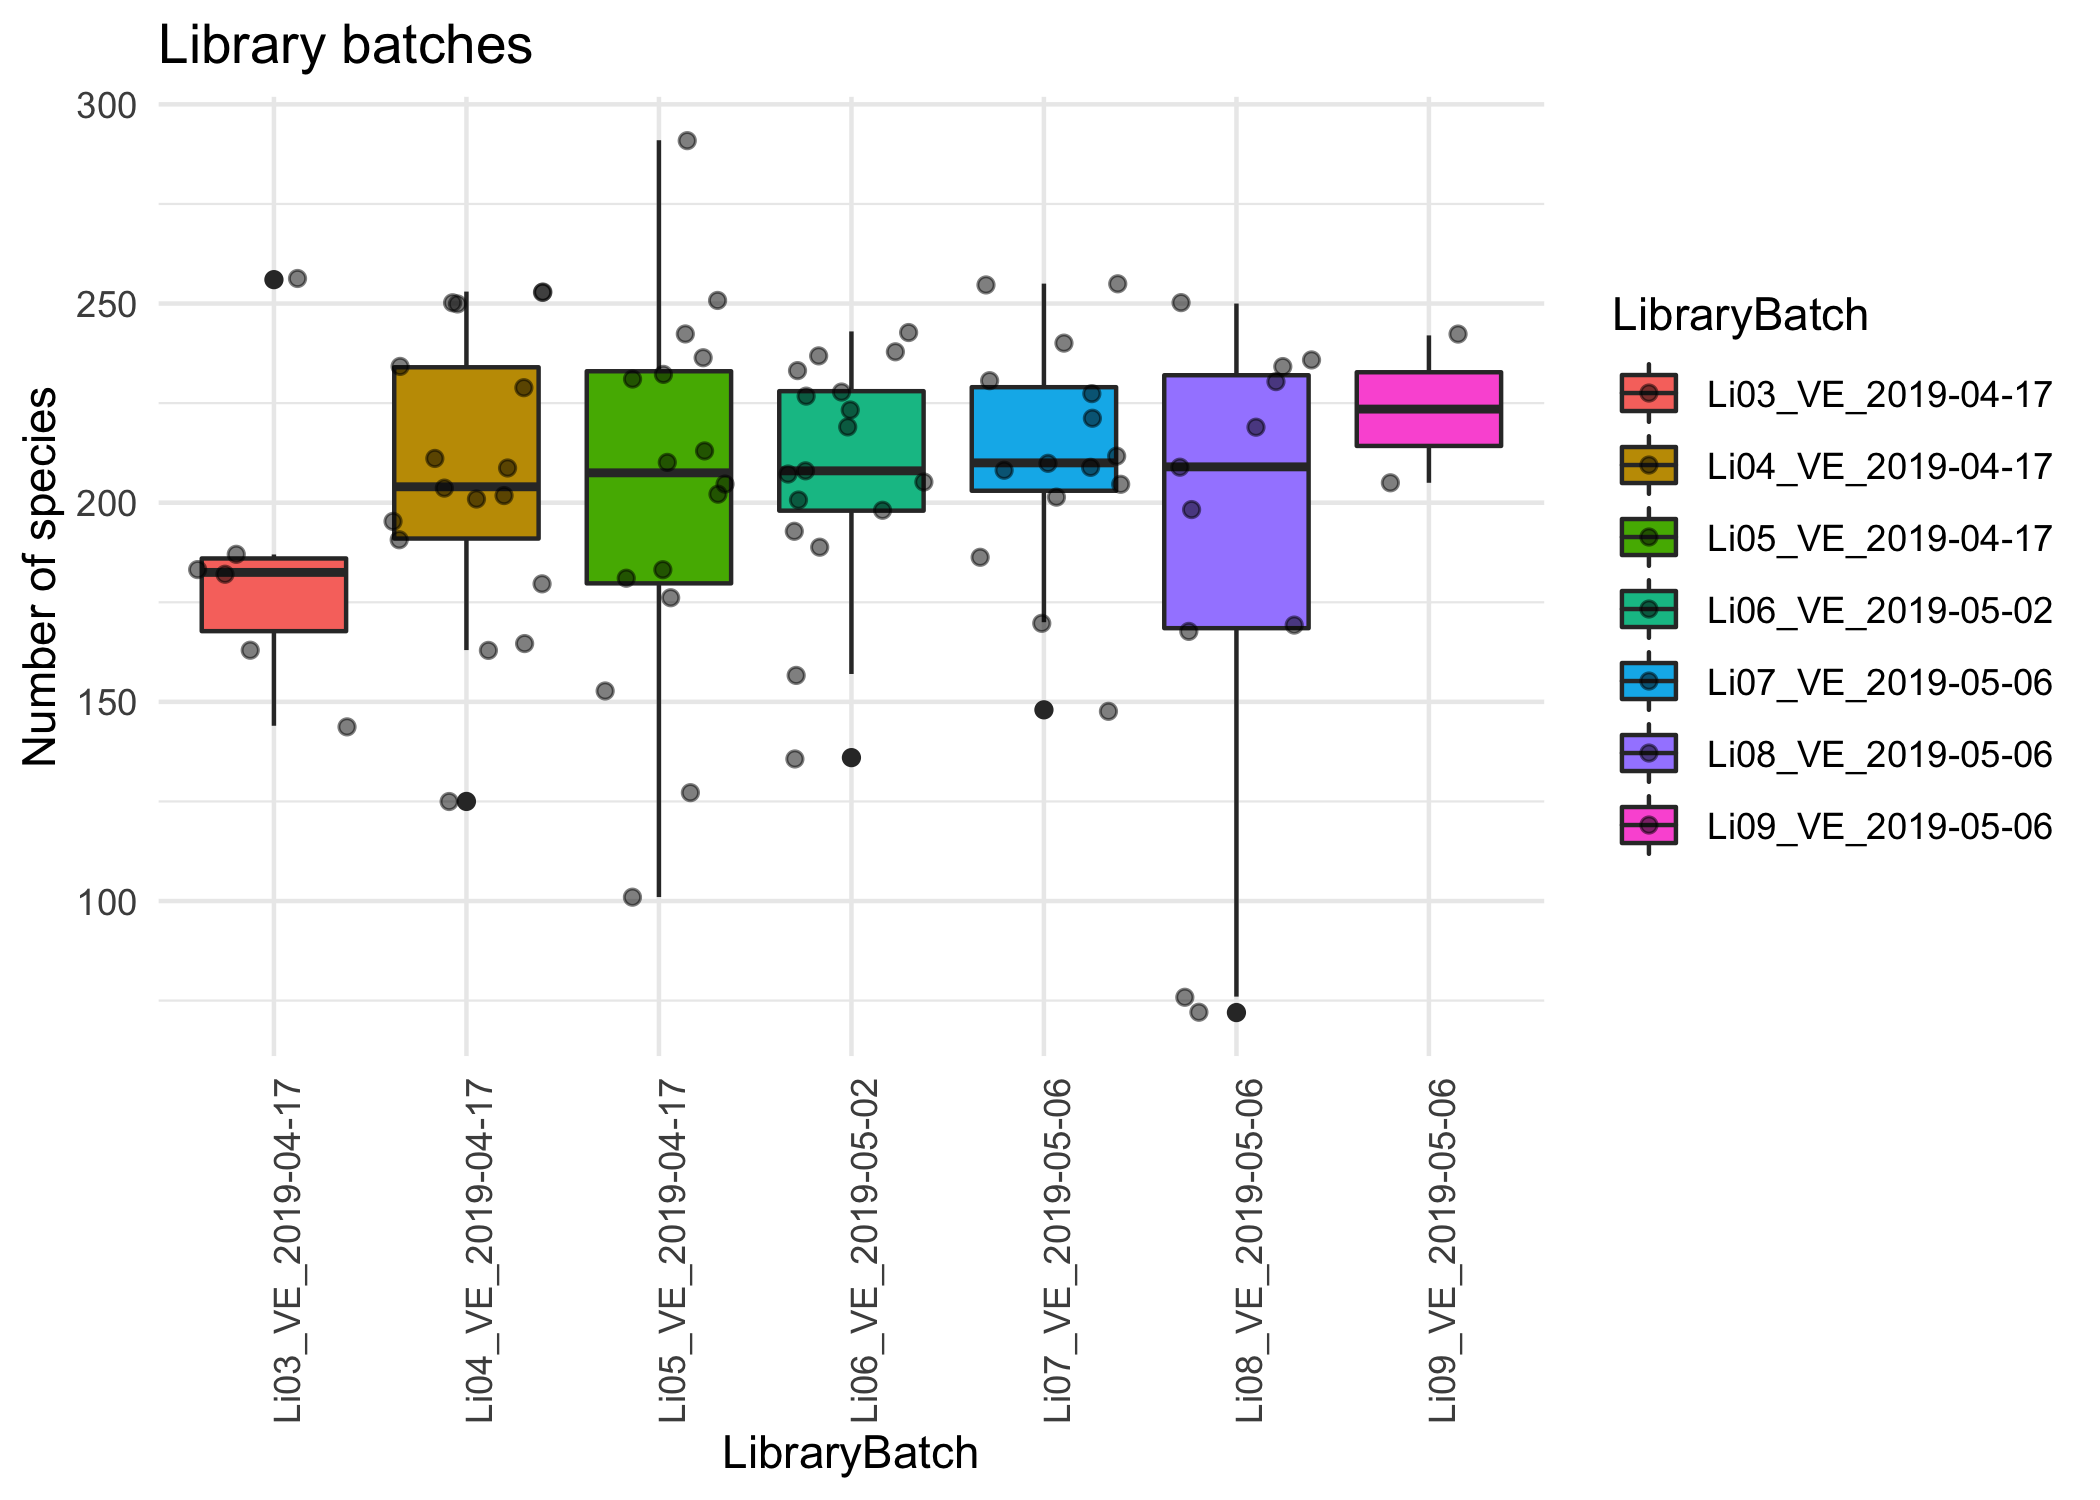 Library batches
Number of species
300
250
200
150
100
Li03_VE_2019-04-17
Li04_VE_2019-04-17
Li05_VE_2019-04-17
Li06_VE_2019-05-02
Li07_VE_2019-05-06
Li08_VE_2019-05-06
Li09_VE_2019-05-06
LibraryBatch
LibraryBatch
Li03_VE_2019-04-17
Li04_VE_2019-04-17
Li05_VE_2019-04-17
Li06_VE_2019-05-02
Li07_VE_2019-05-06
Li08_VE_2019-05-06
Li09_VE_2019-05-06